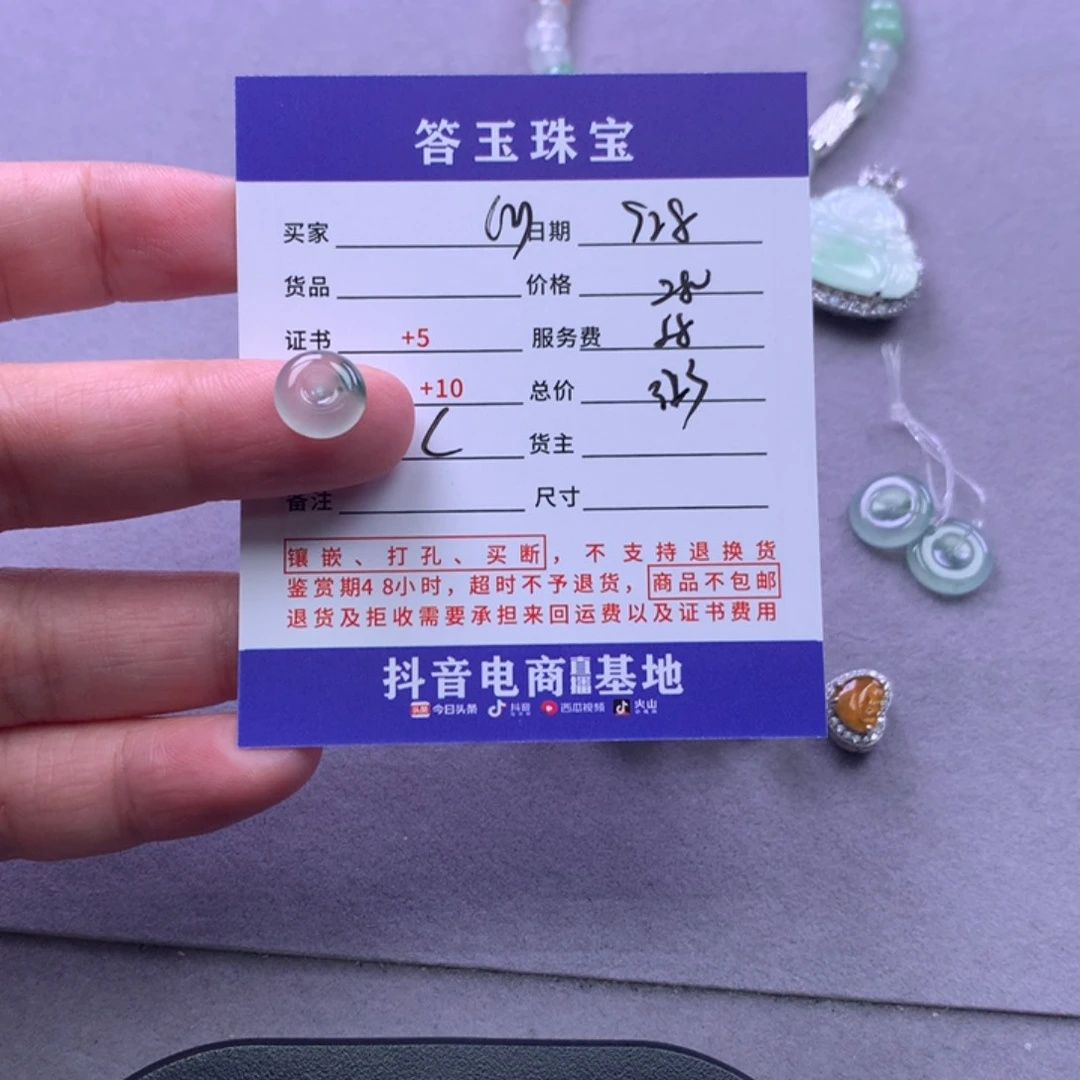 答玉珠宝
买家 日期 928
货品 价格
证书 +5 服务费
+10 总价
货主
备注 尺寸
镶嵌、打孔、买断，不支持退换货
鉴赏期48小时，超时不予退货，商品不包邮
退货及拒收需要承担来回运费以及证书费用
抖音电商直播基地
头条 今日头条 抖音 西瓜视频 火山